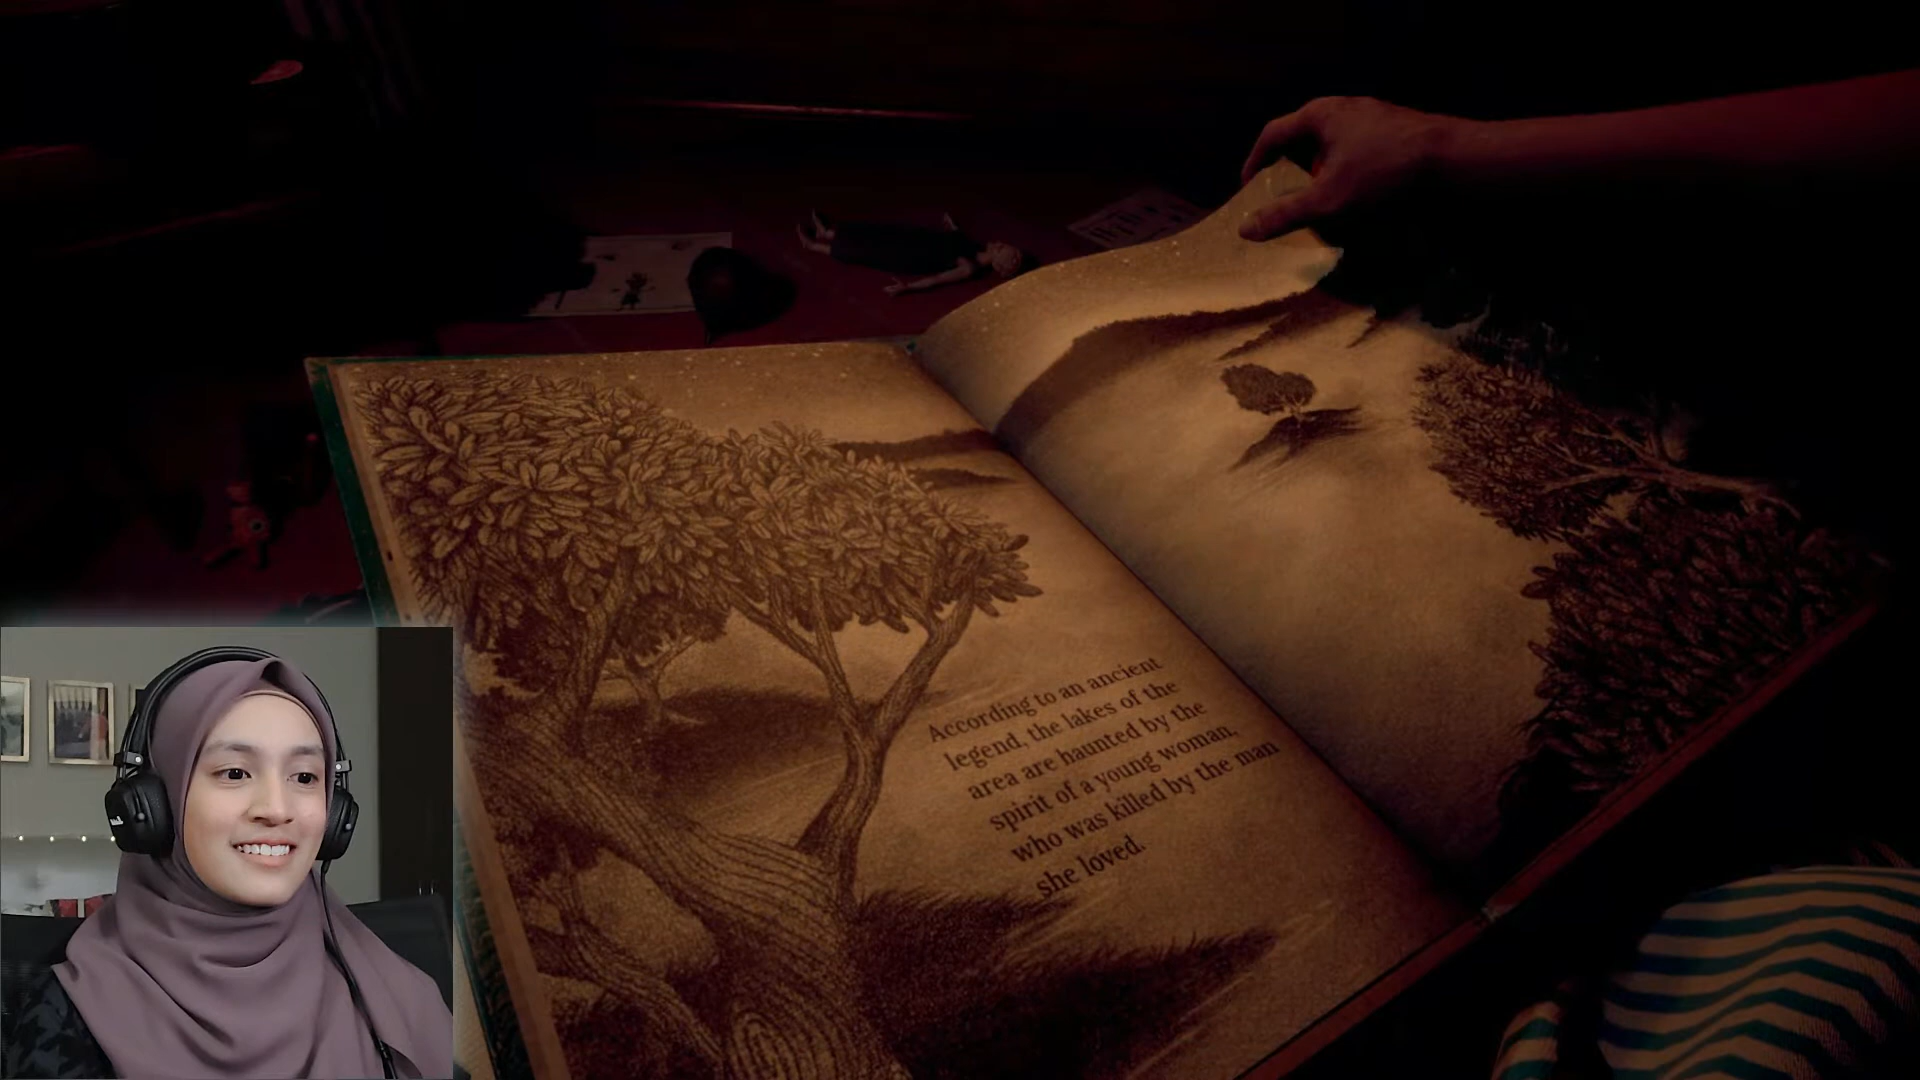 According to an ancient
legend, the lakes of the
area are haunted by the
spirit of a young woman,
who was killed by the man
she loved.